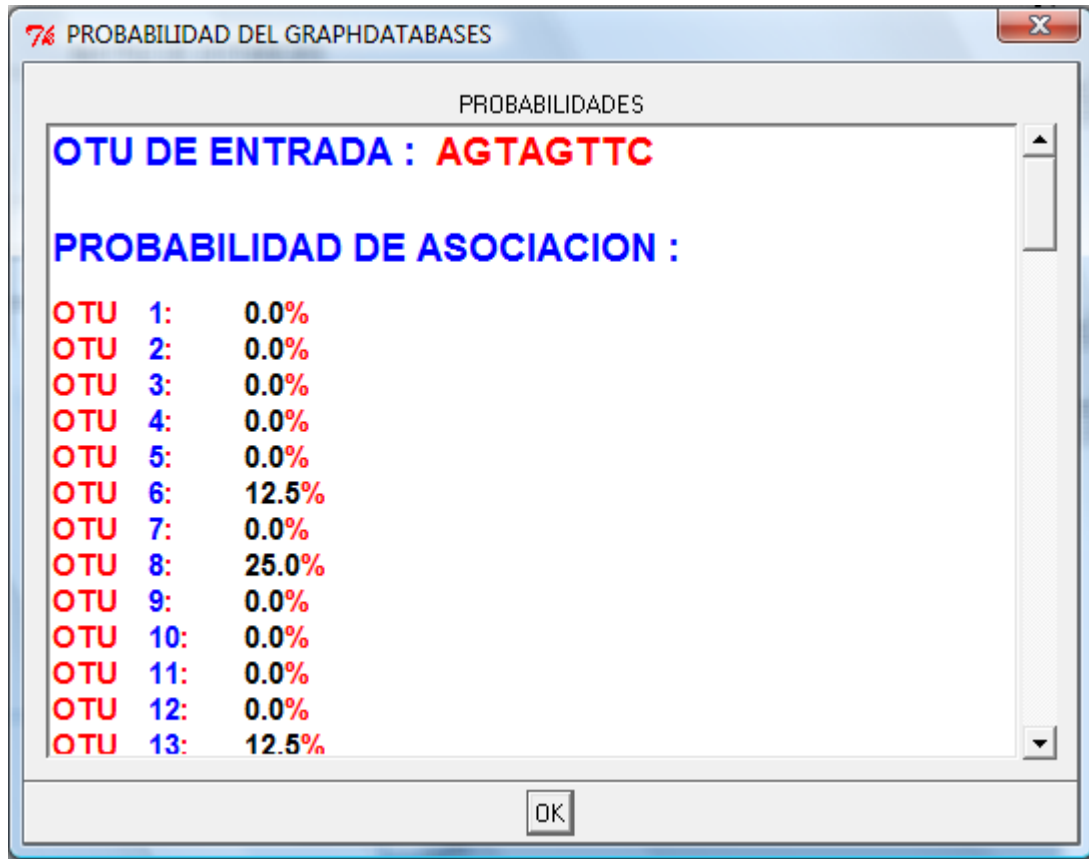 PROBABILIDAD DEL GRAPHDATABASES
PROBABILIDADES
OTU DE ENTRADA : AGTAGTTC
PROBABILIDAD DE ASOCIACION :
OTU 1: 0.0%
OTU 2: 0.0%
OTU 3: 0.0%
OTU 4: 0.0%
OTU 5: 0.0%
OTU 6: 12.5%
OTU 7: 0.0%
OTU 8: 25.0%
OTU 9: 0.0%
OTU 10: 0.0%
OTU 11: 0.0%
OTU 12: 0.0%
OTU 13: 12.5%
OK